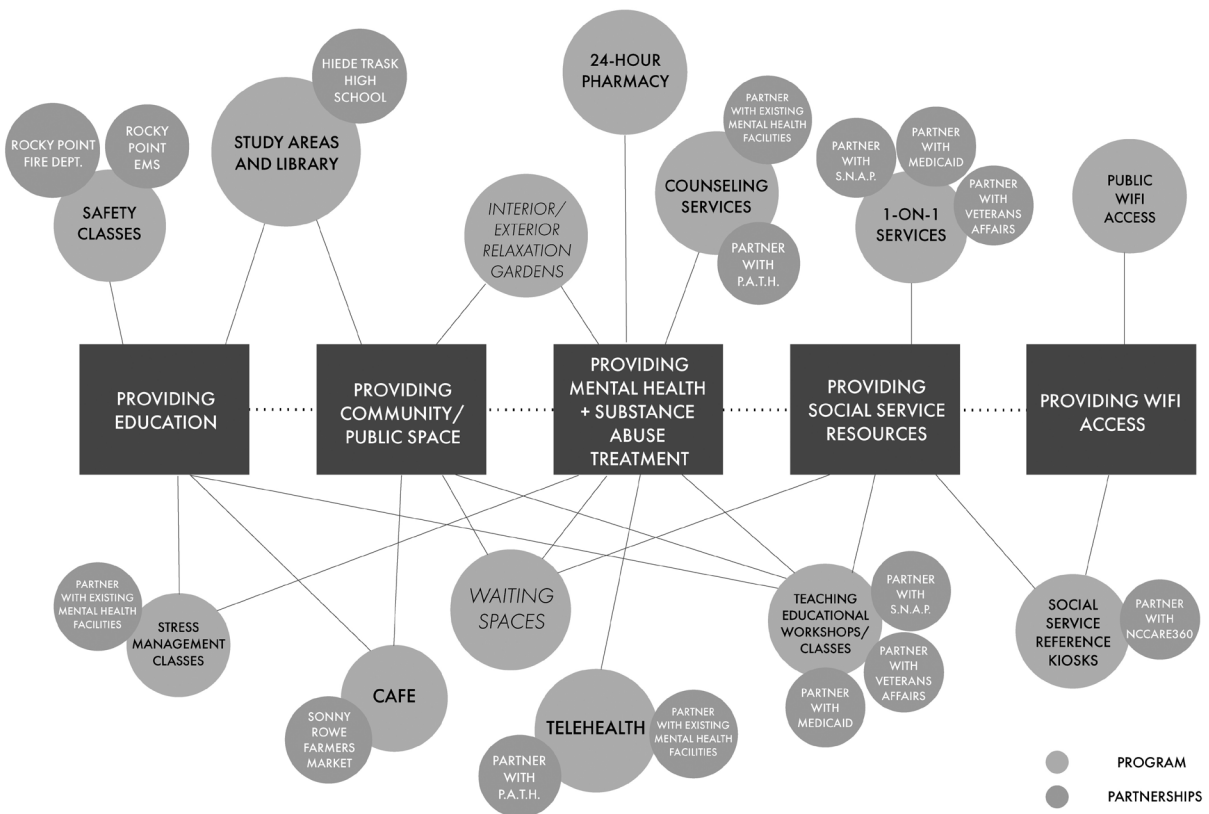 HIEDE TRASK
HIGH
SCHOOL
24-HOUR
PHARMACY
ROCKY POINT
FIRE DEPT.
ROCKY
POINT
EMS
STUDY AREAS
AND LIBRARY
PARTNER
WITH EXISTING
MENTAL HEALTH
FACILITIES
PARTNER
WITH
S.N.A.P.
PARTNER
WITH
MEDICAID
SAFETY
CLASSES
INTERIOR/
EXTERIOR
RELAXATION
GARDENS
COUNSELING
SERVICES
PARTNER
WITH
P.A.T.H.
1-ON-1
SERVICES
PARTNER
WITH
VETERANS
AFFAIRS
PUBLIC
WIFI
ACCESS
PROVIDING
EDUCATION
PROVIDING
COMMUNITY/
PUBLIC SPACE
PROVIDING
MENTAL HEALTH
+ SUBSTANCE
ABUSE
TREATMENT
PROVIDING
SOCIAL SERVICE
RESOURCES
PROVIDING WIFI
ACCESS
PARTNER
WITH EXISTING
MENTAL HEALTH
FACILITIES
STRESS
MANAGEMENT
CLASSES
WAITING
SPACES
TEACHING
EDUCATIONAL
WORKSHOPS/
CLASSES
PARTNER
WITH
S.N.A.P.
PARTNER
WITH
VETERANS
AFFAIRS
PARTNER
WITH
MEDICAID
SOCIAL
SERVICE
REFERENCE
KIOSKS
PARTNER
WITH
NCCARE360
CAFE
SONNY
ROWE
FARMERS
MARKET
TELEHEALTH
PARTNER
WITH EXISTING
MENTAL HEALTH
FACILITIES
PARTNER
WITH
P.A.T.H.
PROGRAM
PARTNERSHIPS